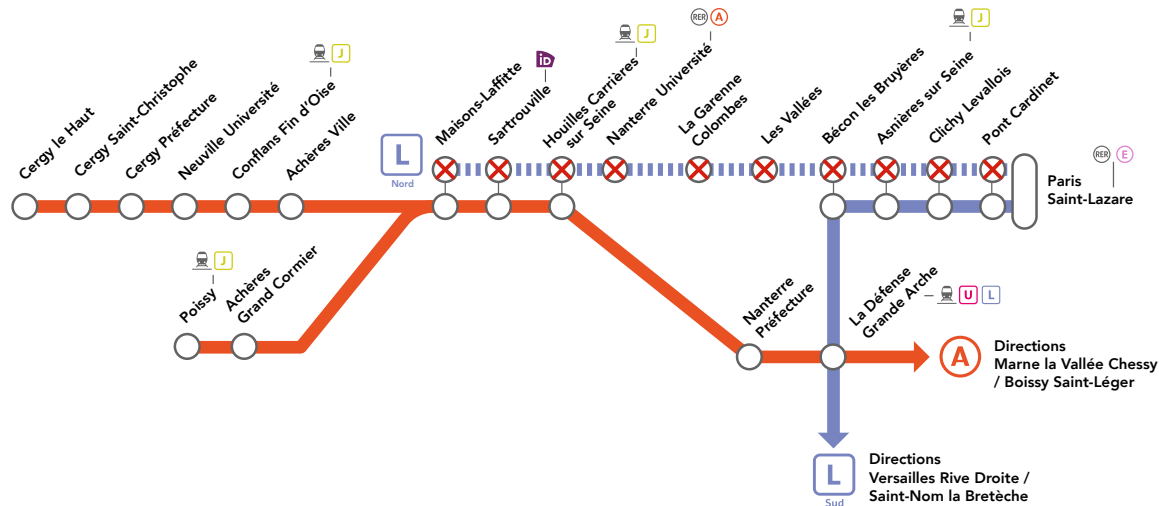 J
Cergy le Haut
Cergy Saint-Christophe
Cergy Préfecture
Neuville Université
Conflans Fin d'Oise
Achères Ville
L
Nord
Maisons-Laffitte
iD
Sartrouville
J
Houilles Carrières
sur Seine
RER A
Nanterre Université
La Garenne
Colombes
Les Vallées
Bécon les Bruyères
J
Asnières sur Seine
Clichy Levallois
Pont Cardinet
RER E
Paris
Saint-Lazare
J
Poissy
Achères
Grand Cormier
Nanterre
Préfecture
La Défense
Grande Arche
U L
A
Directions
Marne la Vallée Chessy
/ Boissy Saint-Léger
L
Sud
Directions
Versailles Rive Droite /
Saint-Nom la Bretèche